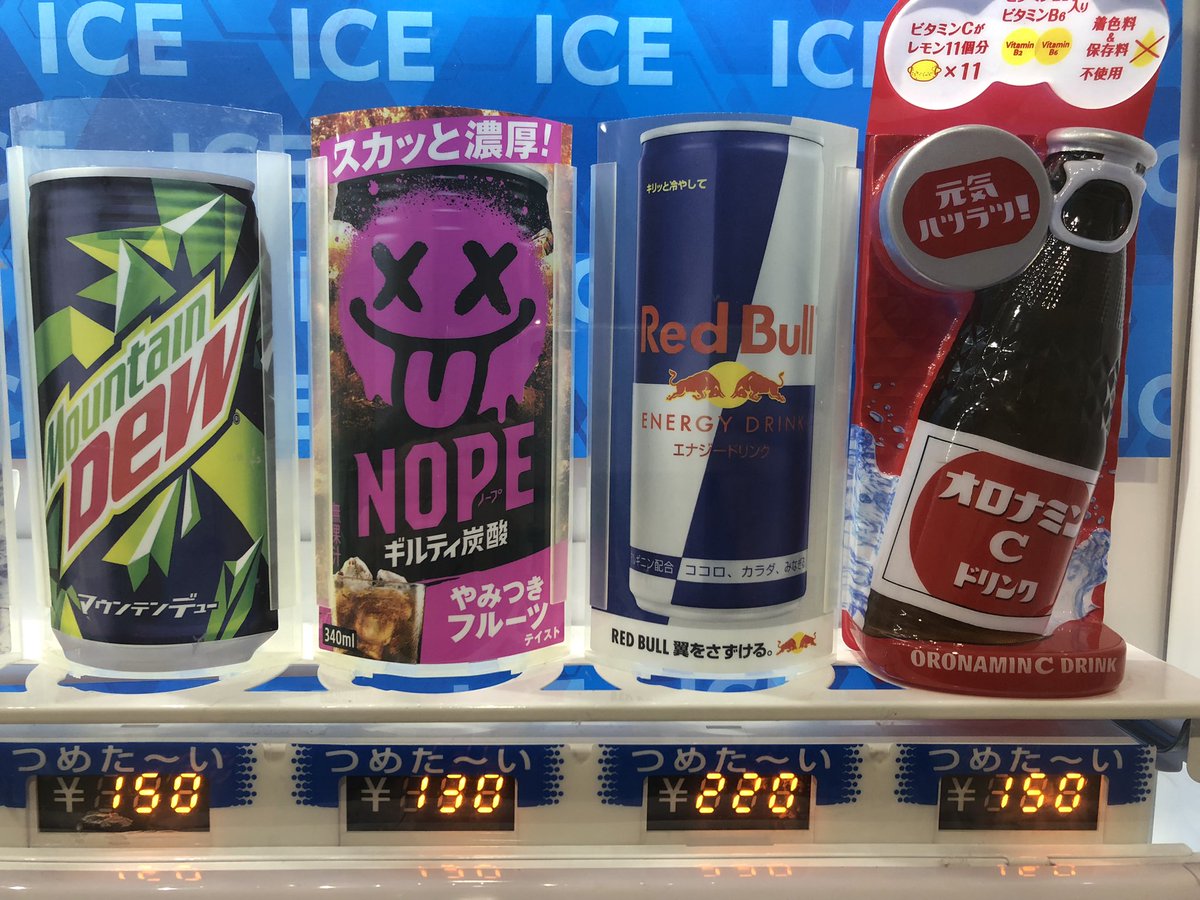 ICE ICE ICE ICE
Mountain
Dew
マウンテンデュー
スカッと濃厚!
NOPE
ノープ
ギルティ炭酸
無果汁
やみつき
フルーツ
テイスト
340ml
キリッと冷やして
Red Bull
ENERGY DRINK
エナジードリンク
ココロ、カラダ、みなぎ
RED BULL 翼をさずける。
ビタミンCが
レモン11個分
×11
ビタミンB6入り
Vitamin
B2
Vitamin
B6
着色料
&
保存料
不使用
元気
ハツラツ!
オロナミン
C
ドリンク
ORONAMIN C DRINK
つめた〜い
¥150
つめた〜い
¥130
つめた〜い
¥220
つめた〜い
¥150